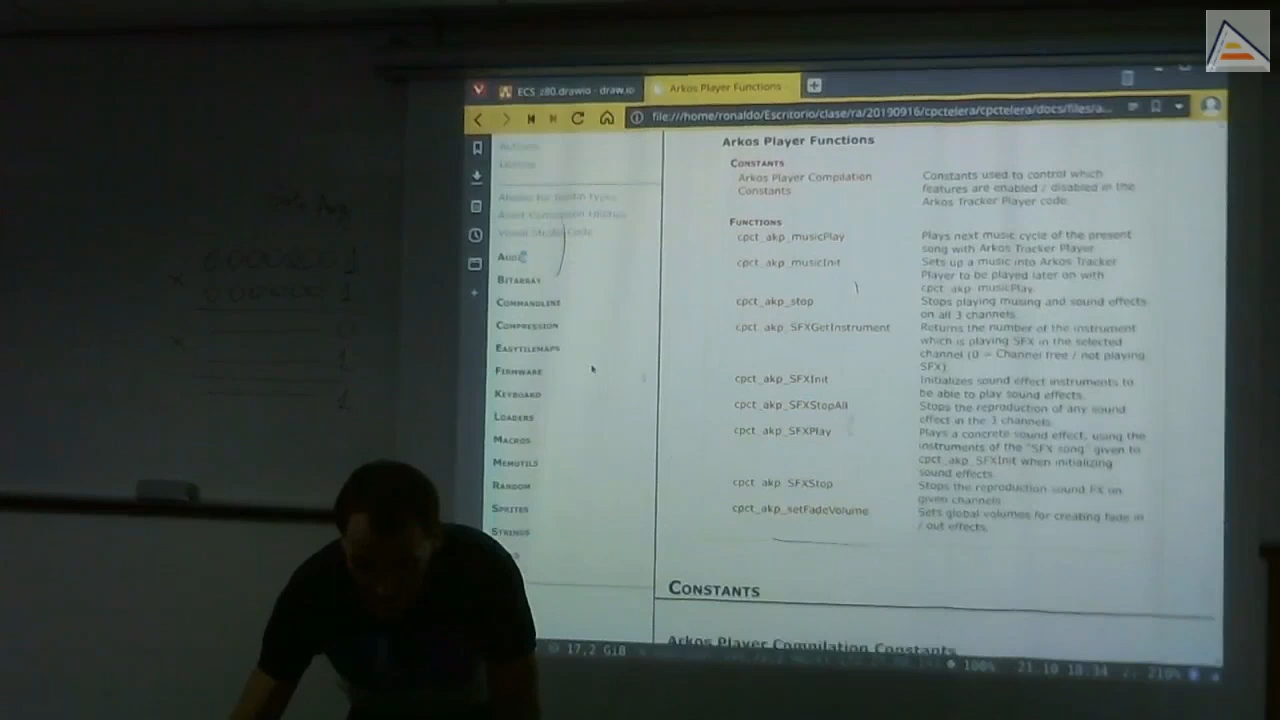 ECS_z80.drawio - draw.io
Arkos Player Functions
file:///home/ronaldo/Escritorio/clase/ra/20190916/cpctelera/cpctelera/docs/files/a...
Authors
License
AUDIO
BITARRAY
COMMANDLINE
COMPRESSION
EASYTILEMAPS
FIRMWARE
KEYBOARD
LOADERS
MACROS
MEMUTILS
RANDOM
SPRITES
STRINGS
Arkos Player Functions
CONSTANTS
Arkos Player Compilation Constants
Constants used to control which
features are enabled / disabled in the
Arkos Tracker Player code.
FUNCTIONS
cpct_akp_musicPlay
Plays next music cycle of the present
song with Arkos Tracker Player
cpct_akp_musicInit
Sets up a music into Arkos Tracker
Player to be played later on with
cpct_akp_musicPlay.
cpct_akp_stop
Stops playing musing and sound effects
on all 3 channels.
cpct_akp_SFXGetInstrument
Returns the number of the instrument
which is playing SFX in the selected
channel (0 = Channel free / not playing
SFX)
cpct_akp_SFXInit
Initializes sound effect instruments to
be able to play sound effects.
cpct_akp_SFXStopAll
Stops the reproduction of any sound
effect in the 3 channels.
cpct_akp_SFXPlay
Plays a concrete sound effect, using the
instruments of the "SFX song" given to
cpct_akp_SFXInit when initializing
sound effects.
cpct_akp_SFXStop
Stops the reproduction sound FX on
given channels.
cpct_akp_setFadeVolume
Sets global volumes for creating fade in
/ out effects.
CONSTANTS
Arkos Player Compilation Constants
17,2 GiB
100%
21.10 18:34
210%